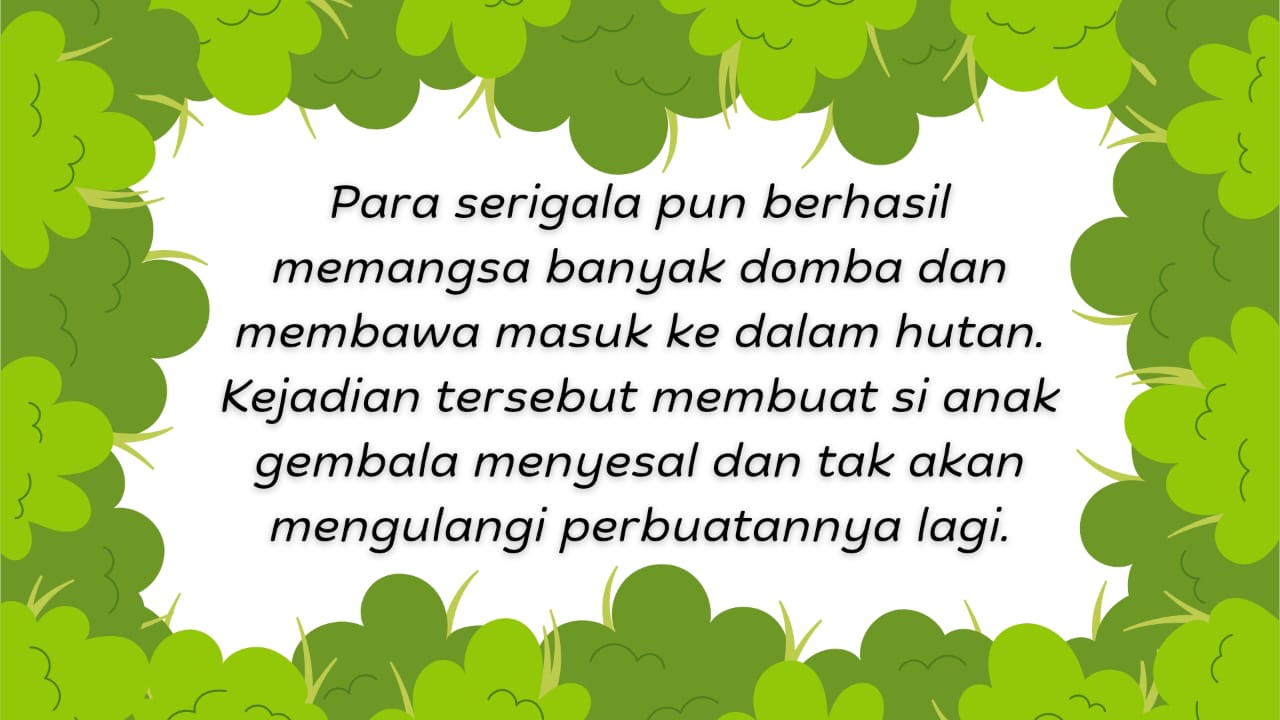 Para serigala pun berhasil
memangsa banyak domba dan
membawa masuk ke dalam hutan.
Kejadian tersebut membuat si anak
gembala menyesal dan tak akan
mengulangi perbuatannya lagi.